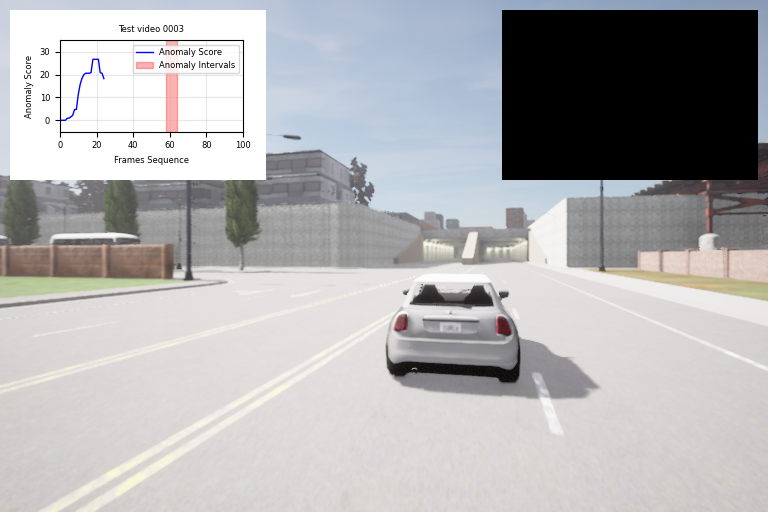 Test video 0003
Anomaly Score
Anomaly Intervals
Anomaly Score
30
20
10
0
0 20 40 60 80 100
Frames Sequence